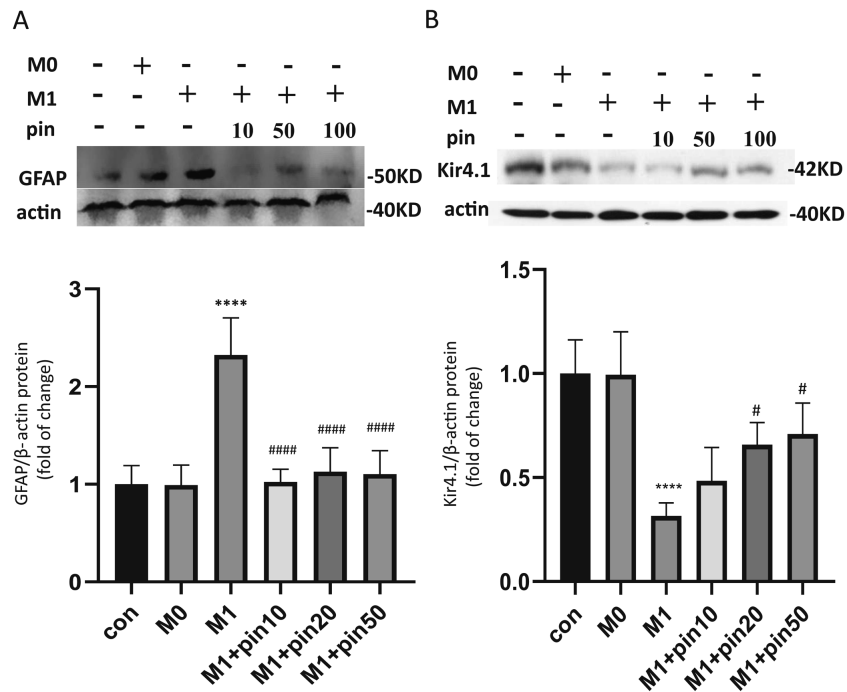 A
M0 - + - - - -
M1 - - + + + +
pin - - - 10 50 100
GFAP -50KD
actin -40KD
B
M0 - + - - - -
M1 - - + + + +
pin - - - 10 50 100
Kir4.1 -42KD
actin -40KD
GFAP/β-actin protein
(fold of change)
3
2
1
0
****
####
####
####
con
M0
M1
M1+pin10
M1+pin20
M1+pin50
Kir4.1/β-actin protein
(fold of change)
1.5
1.0
0.5
0.0
****
#
#
con
M0
M1
M1+pin10
M1+pin20
M1+pin50